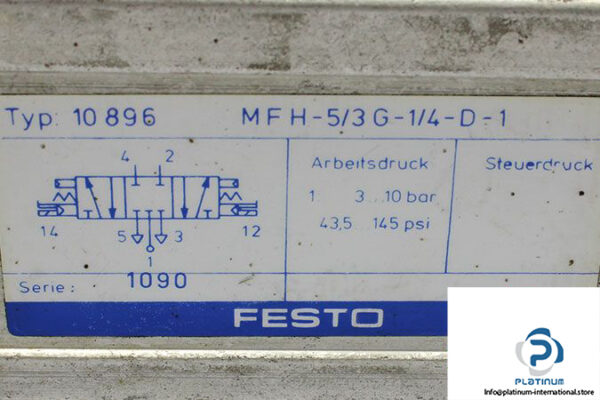 Typ: 10 896 MFH-5/3G-1/4-D-1
4 2
Arbeitsdruck
Steuerdruck
1 3...10 bar
43,5...145 psi
14 5 3 12
1
Serie: 1090
FESTO
PLATINUM
Info@platinum-international.store